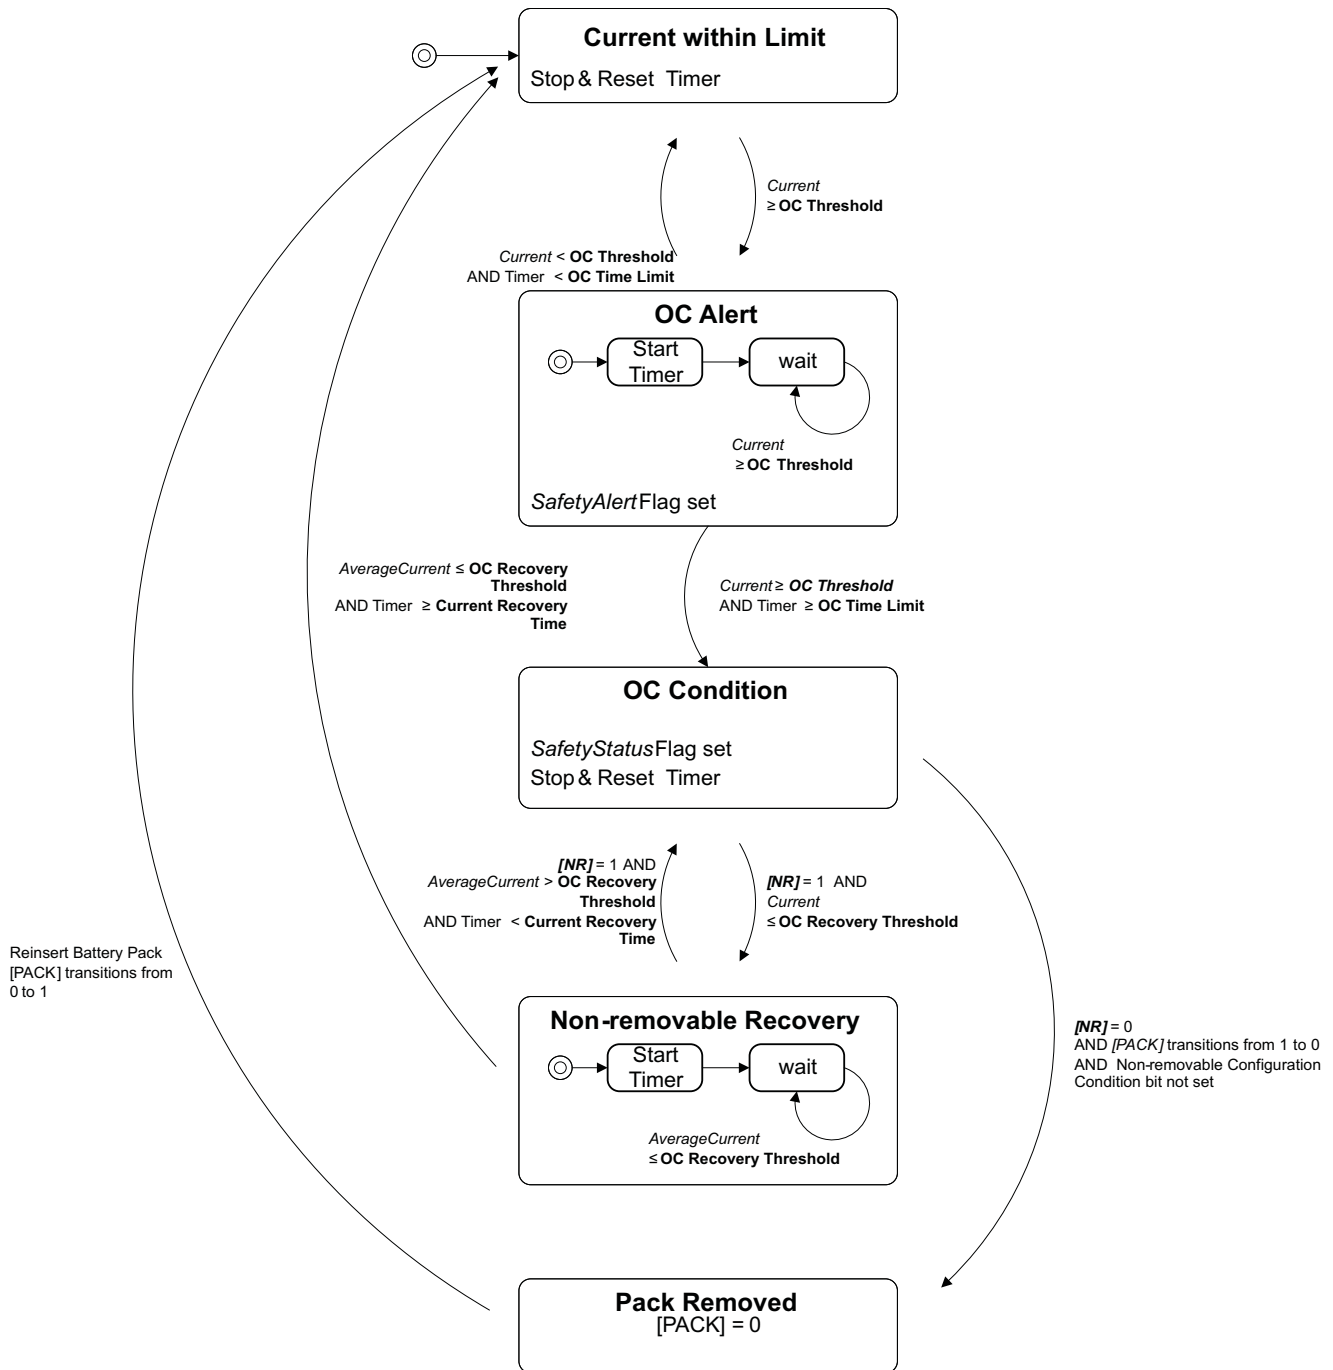 Current within Limit
Stop & Reset Timer
Current
≥ OC Threshold
Current < OC Threshold
AND Timer < OC Time Limit
OC Alert
Start
Timer
wait
Current
≥ OC Threshold
SafetyAlert Flag set
AverageCurrent ≤ OC Recovery
Threshold
AND Timer ≥ Current Recovery
Time
Current ≥ OC Threshold
AND Timer ≥ OC Time Limit
OC Condition
SafetyStatus Flag set
Stop & Reset Timer
[NR] = 1 AND
AverageCurrent > OC Recovery
Threshold
AND Timer < Current Recovery
Time
[NR] = 1 AND
Current
≤ OC Recovery Threshold
Reinsert Battery Pack
[PACK] transitions from
0 to 1
Non-removable Recovery
Start
Timer
wait
AverageCurrent
≤ OC Recovery Threshold
[NR] = 0
AND [PACK] transitions from 1 to 0
AND Non-removable Configuration
Condition bit not set
Pack Removed
[PACK] = 0